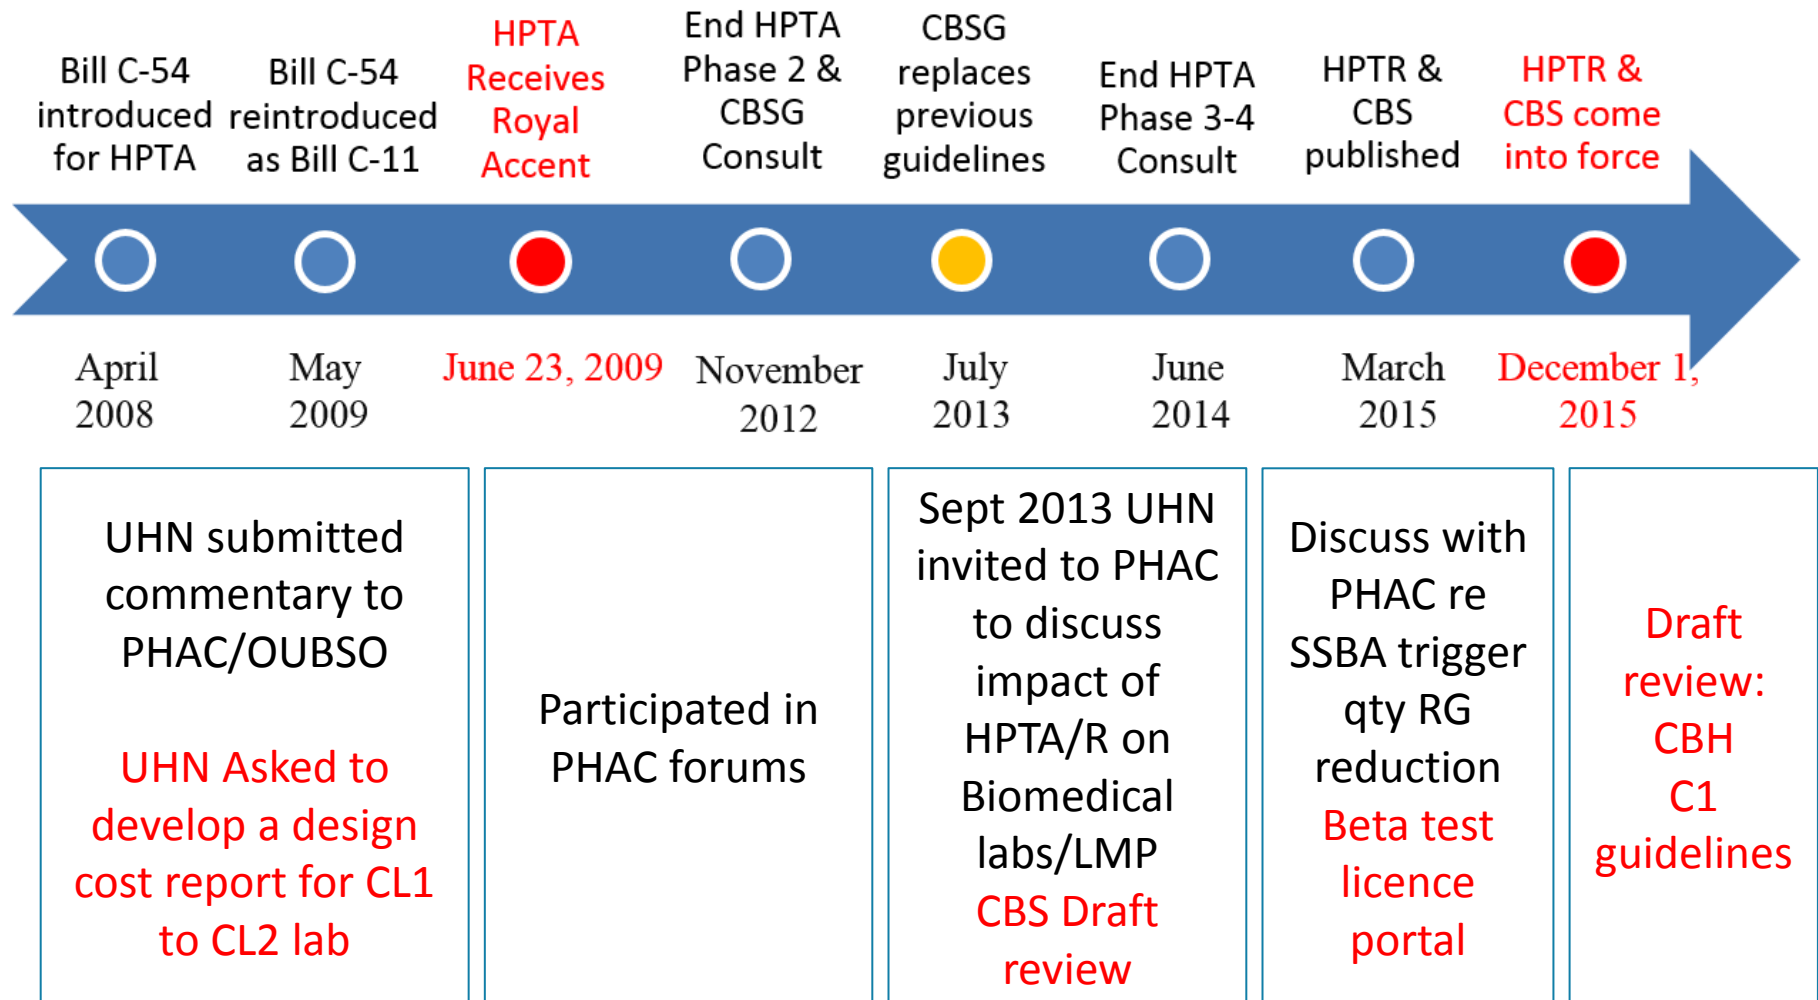 Bill C-54
introduced
for HPTA
Bill C-54
reintroduced
as Bill C-11
HPTA
Receives
Royal
Accent
End HPTA
Phase 2 &
CBSG
Consult
CBSG
replaces
previous
guidelines
End HPTA
Phase 3-4
Consult
HPTR &
CBS
published
HPTR &
CBS come
into force
April
2008
May
2009
June 23, 2009
November
2012
July
2013
June
2014
March
2015
December 1,
2015
UHN submitted
commentary to
PHAC/OUBSO
UHN Asked to
develop a design
cost report for CL1
to CL2 lab
Participated in
PHAC forums
Sept 2013 UHN
invited to PHAC
to discuss
impact of
HPTA/R on
Biomedical
labs/LMP
CBS Draft
review
Discuss with
PHAC re
SSBA trigger
qty RG
reduction
Beta test
licence
portal
Draft
review:
CBH
C1
guidelines